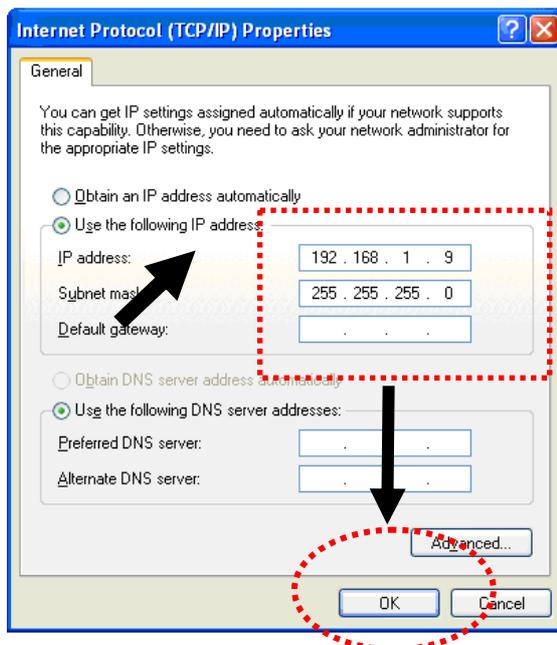 Internet Protocol (TCP/IP) Properties
General
You can get IP settings assigned automatically if your network supports
this capability. Otherwise, you need to ask your network administrator for
the appropriate IP settings.
Obtain an IP address automatically
Use the following IP address:
IP address: 192 . 168 . 1 . 9
Subnet mask 255 . 255 . 255 . 0
Default gateway: . . .
Obtain DNS server address automatically
Use the following DNS server addresses:
Preferred DNS server: . . .
Alternate DNS server: . . .
Advanced...
OK Cancel